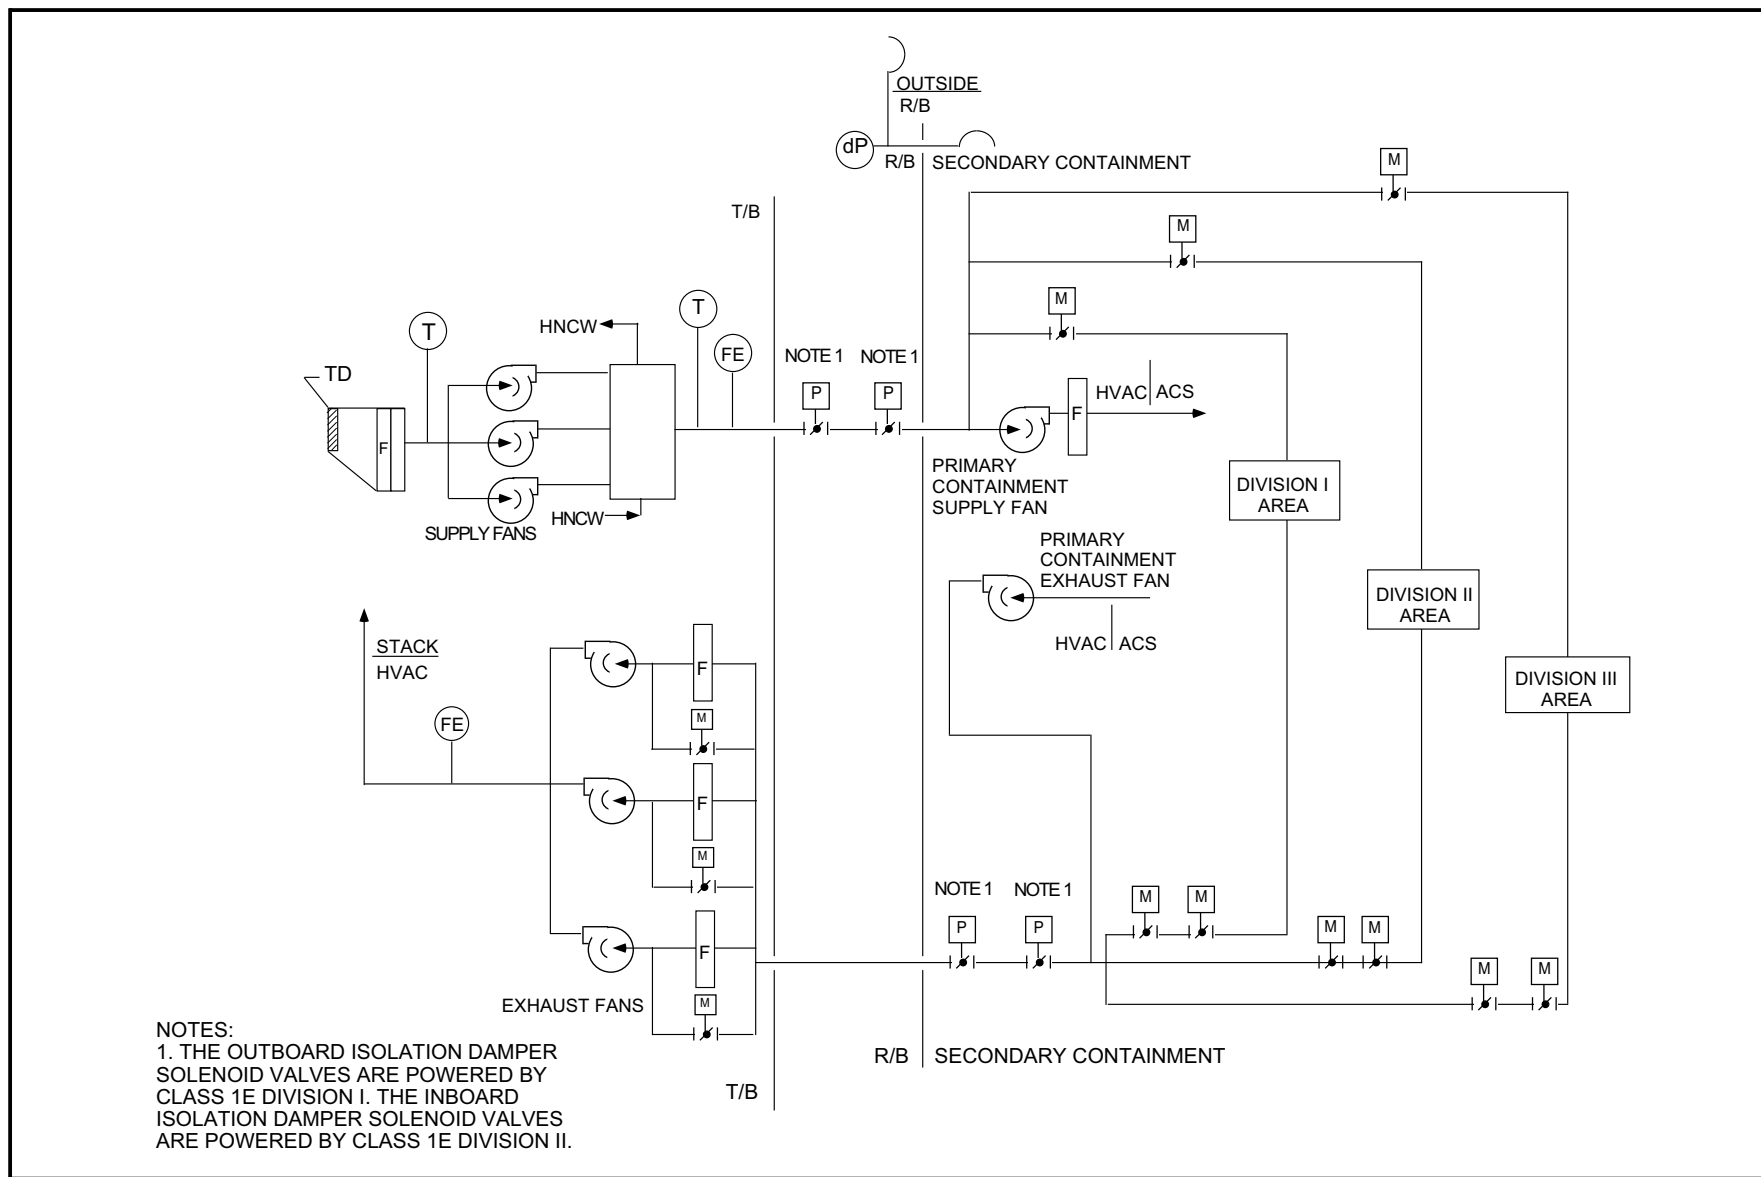 OUTSIDE
R/B
dP
R/B
SECONDARY CONTAINMENT
M
T/B
M
M
HNCW
T
T
FE
NOTE 1
NOTE 1
TD
P
P
HVAC
ACS
F
F
PRIMARY
CONTAINMENT
SUPPLY FAN
DIVISION I
AREA
HNCW
SUPPLY FANS
PRIMARY
CONTAINMENT
EXHAUST FAN
DIVISION II
AREA
HVAC
ACS
STACK
HVAC
F
DIVISION III
AREA
FE
M
F
M
NOTE 1
NOTE 1
M
M
P
P
M
M
F
M
M
EXHAUST FANS
M
NOTES:
1. THE OUTBOARD ISOLATION DAMPER
SOLENOID VALVES ARE POWERED BY
CLASS 1E DIVISION I. THE INBOARD
ISOLATION DAMPER SOLENOID VALVES
ARE POWERED BY CLASS 1E DIVISION II.
R/B
SECONDARY CONTAINMENT
T/B